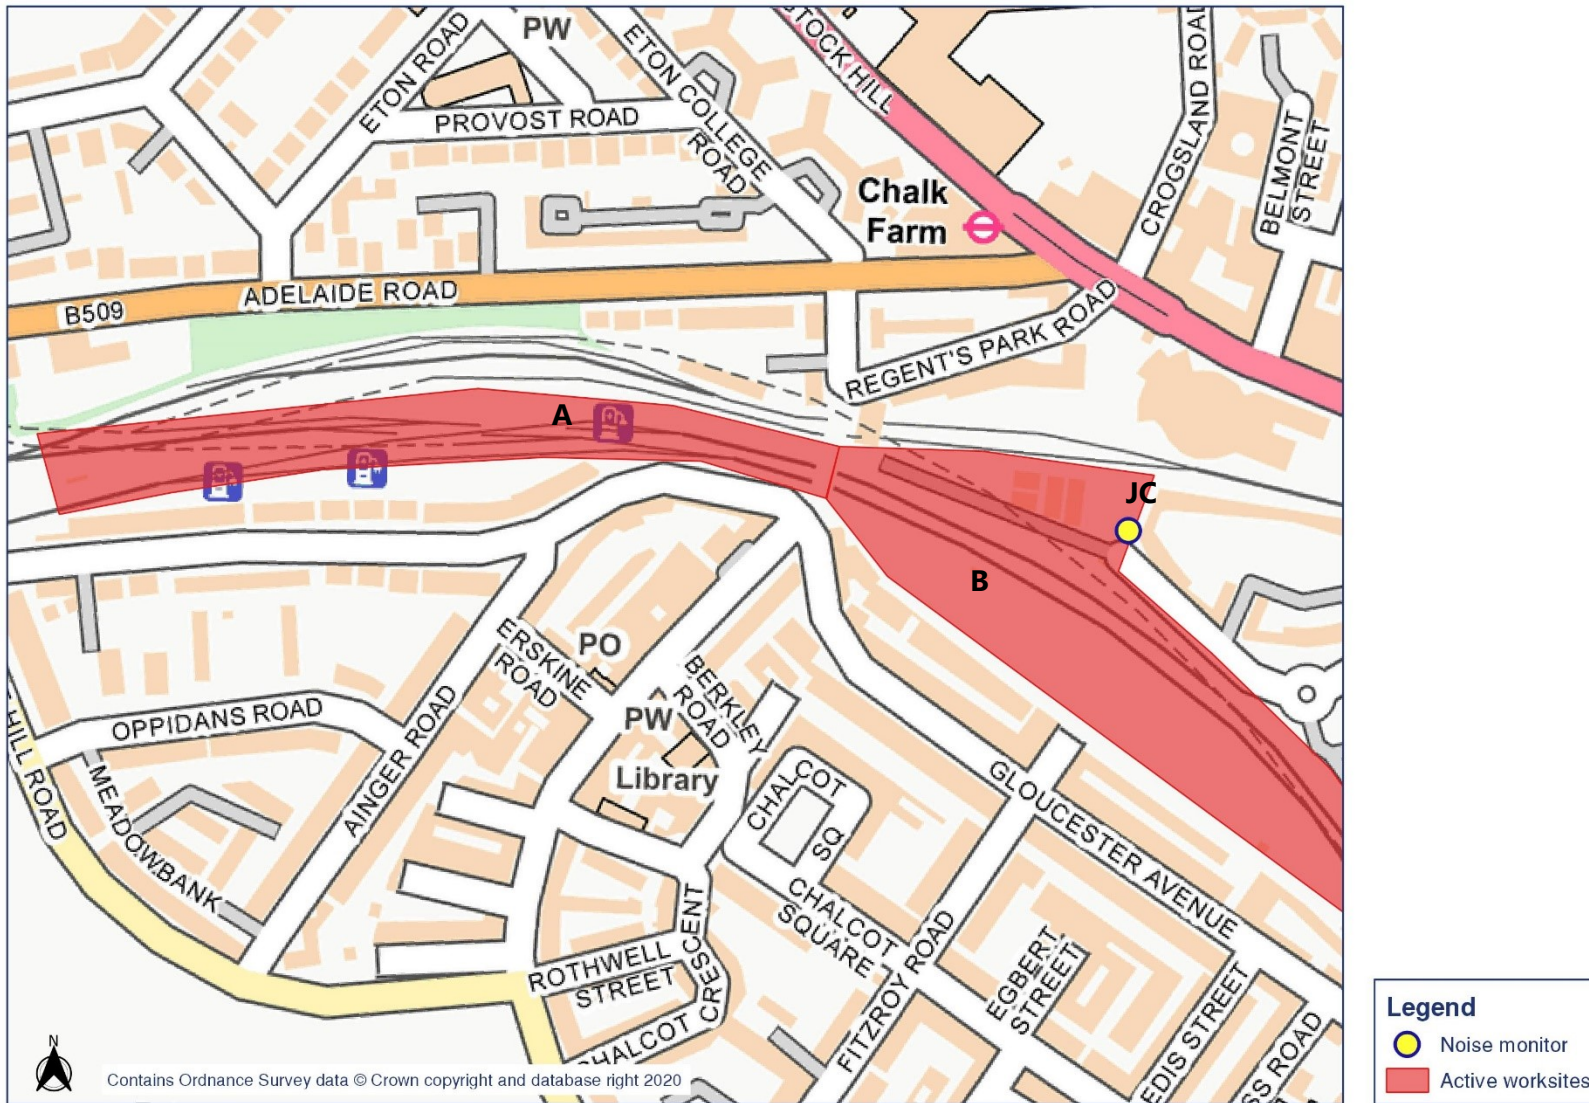 ETON ROAD
PW
ETON COLLEGE
ROAD
STOCK HILL
CROGSLAND ROAD
BELMONT
STREET
PROVOST ROAD
Chalk
Farm
ADELAIDE ROAD
B509
REGENT'S PARK ROAD
A
JC
B
ERSKINE
ROAD
PO
BERKLEY
ROAD
PW
Library
OPPIDANS ROAD
AINGER ROAD
HILL ROAD
MEADOWBANK
CHALCOT
SQ
GLOUCESTER AVENUE
CHALCOT
SQUARE
FITZROY ROAD
EGBERT
STREET
EDIS STREET
SS ROAD
ROTHWELL
STREET
CHALCOT CRESCENT
N
Contains Ordnance Survey data © Crown copyright and database right 2020
Legend
Noise monitor
Active worksites